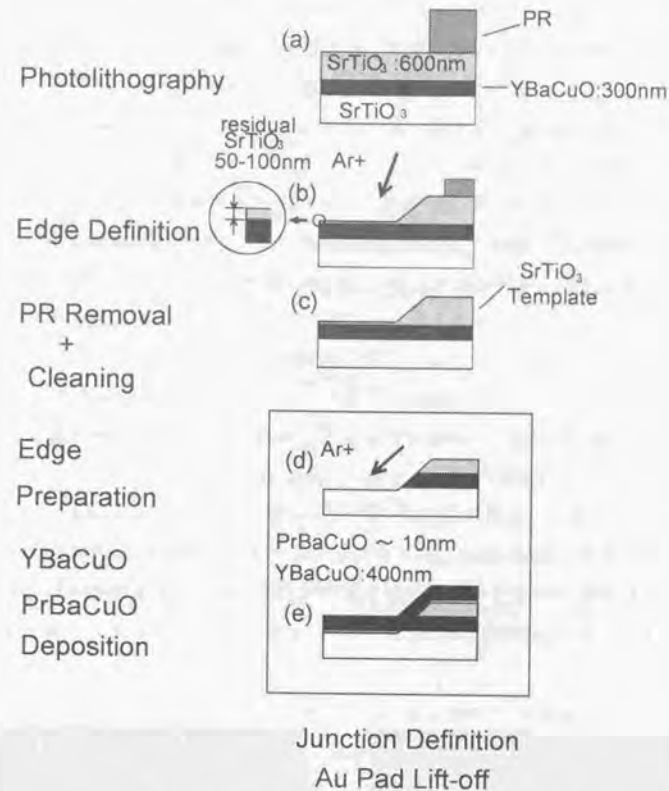 (a)
PR
Photolithography
SrTiO₃ :600nm
YBaCuO:300nm
SrTiO₃
residual
SrTiO₃
50-100nm
Ar+
(b)
Edge Definition
(c)
SrTiO₃
Template
PR Removal
+
Cleaning
Edge
Preparation
(d)
Ar+
YBaCuO
PrBaCuO
Deposition
PrBaCuO ~ 10nm
YBaCuO:400nm
(e)
Junction Definition
Au Pad Lift-off